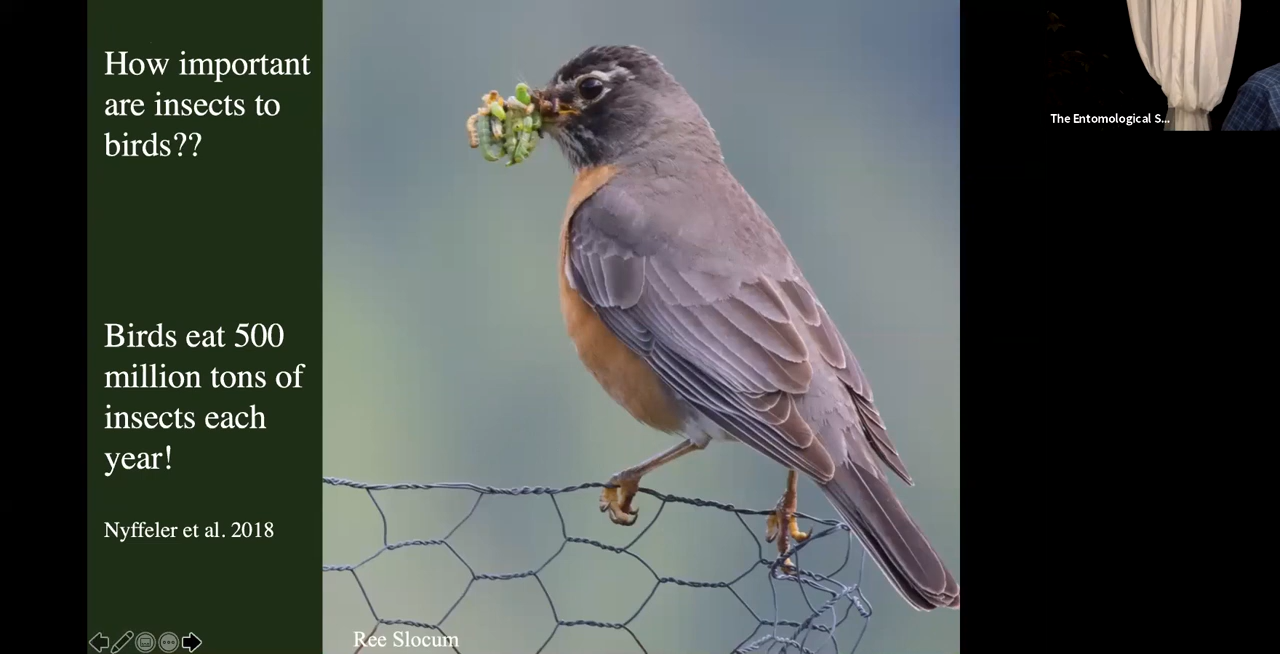 How important
are insects to
birds??
Birds eat 500
million tons of
insects each
year!
Nyffeler et al. 2018
Ree Slocum
The Entomological S...